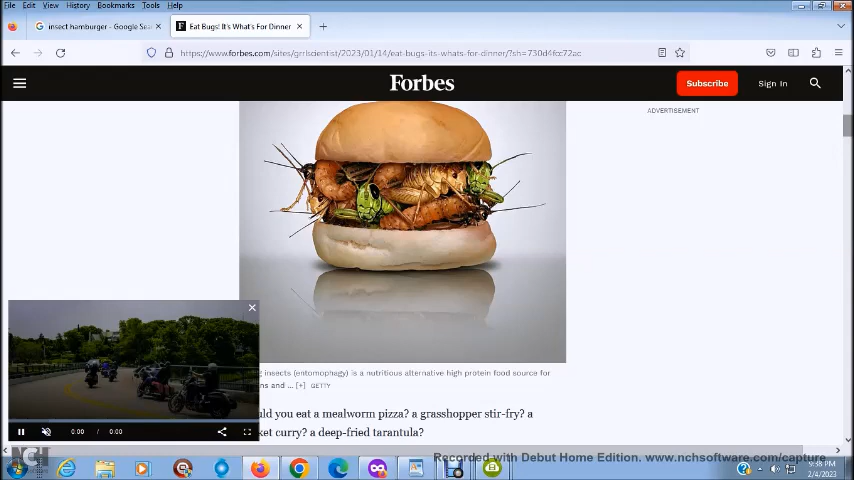 File Edit View History Bookmarks Tools Help
insect hamburger - Google Sea
Eat Bugs! It's What's For Dinner
https://www.forbes.com/sites/grrlscientist/2023/01/14/eat-bugs-its-whats-for-dinner/?sh=730d4fcc72ac
Forbes
Subscribe
Sign In
ADVERTISEMENT
g insects (entomophagy) is a nutritious alternative high protein food source for
ns and ... [+] GETTY
uld you eat a mealworm pizza? a grasshopper stir-fry? a
ket curry? a deep-fried tarantula?
0:00 / 0:00
NCH
Recorded with Debut Home Edition. www.nchsoftware.com/capture
9:38 PM
2/4/2023